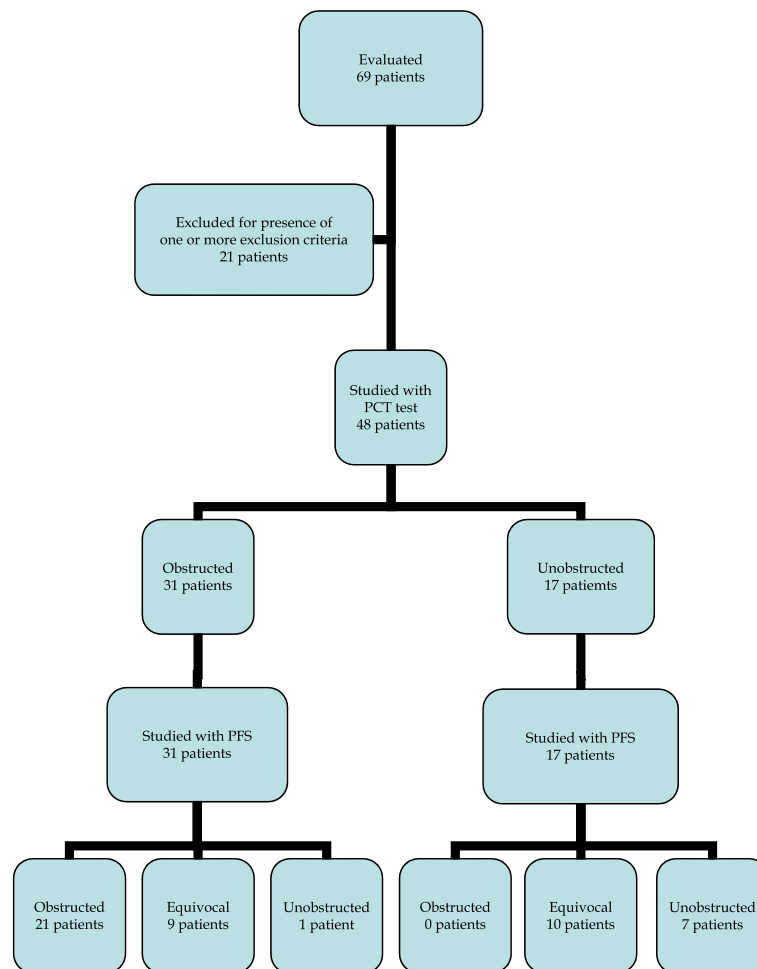 Evaluated
69 patients
Excluded for presence of
one or more exclusion criteria
21 patients
Studied with
PCT test
48 patients
Obstructed
31 patients
Unobstructed
17 patiemts
Studied with PFS
31 patients
Studied with PFS
17 patients
Obstructed
21 patients
Equivocal
9 patients
Unobstructed
1 patient
Obstructed
0 patients
Equivocal
10 patients
Unobstructed
7 patients